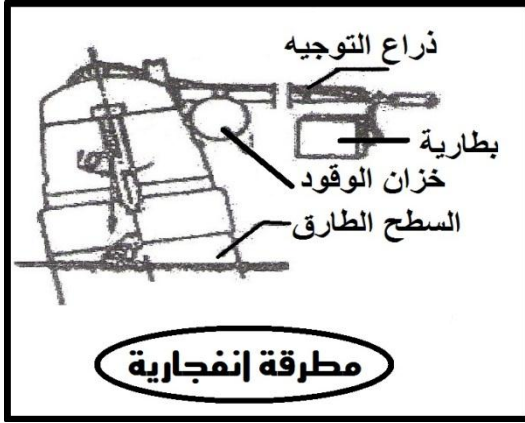 ذراع التوجيه
بطارية
خزان الوقود
السطح الطارق
مطرقة إنفجارية